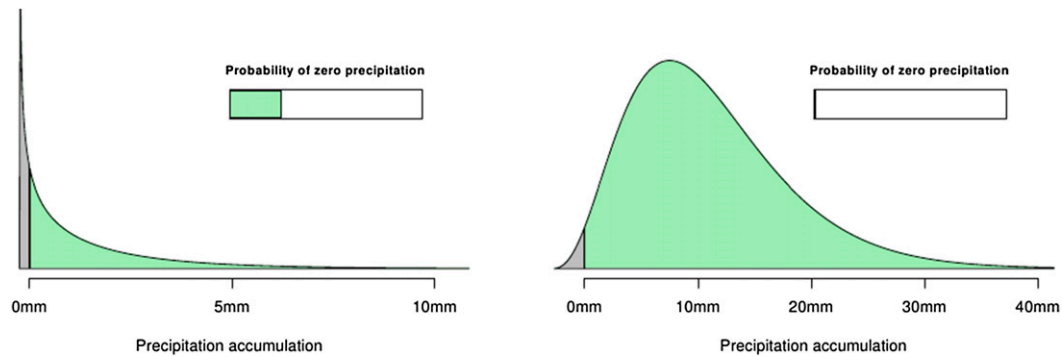 Probability of zero precipitation
0mm 5mm 10mm
Precipitation accumulation
Probability of zero precipitation
0mm 10mm 20mm 30mm 40mm
Precipitation accumulation